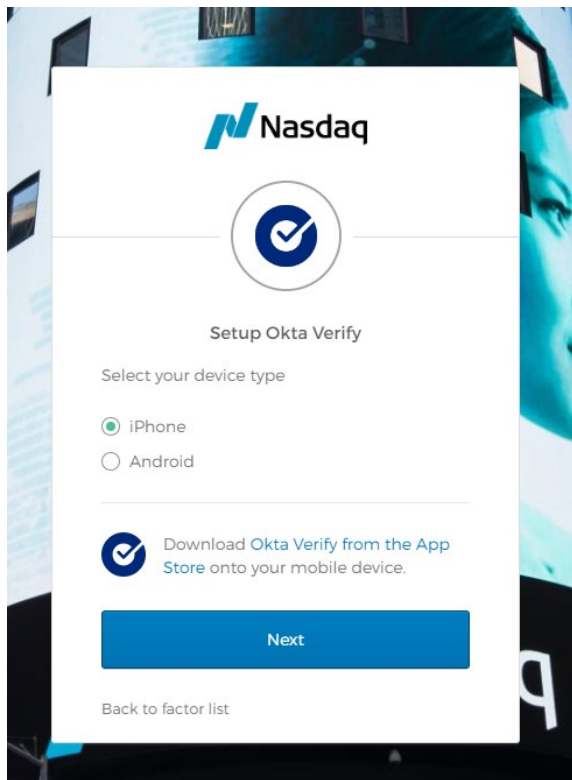 Nasdaq
Setup Okta Verify
Select your device type
iPhone
Android
Download Okta Verify from the App
Store onto your mobile device.
Next
Back to factor list
q